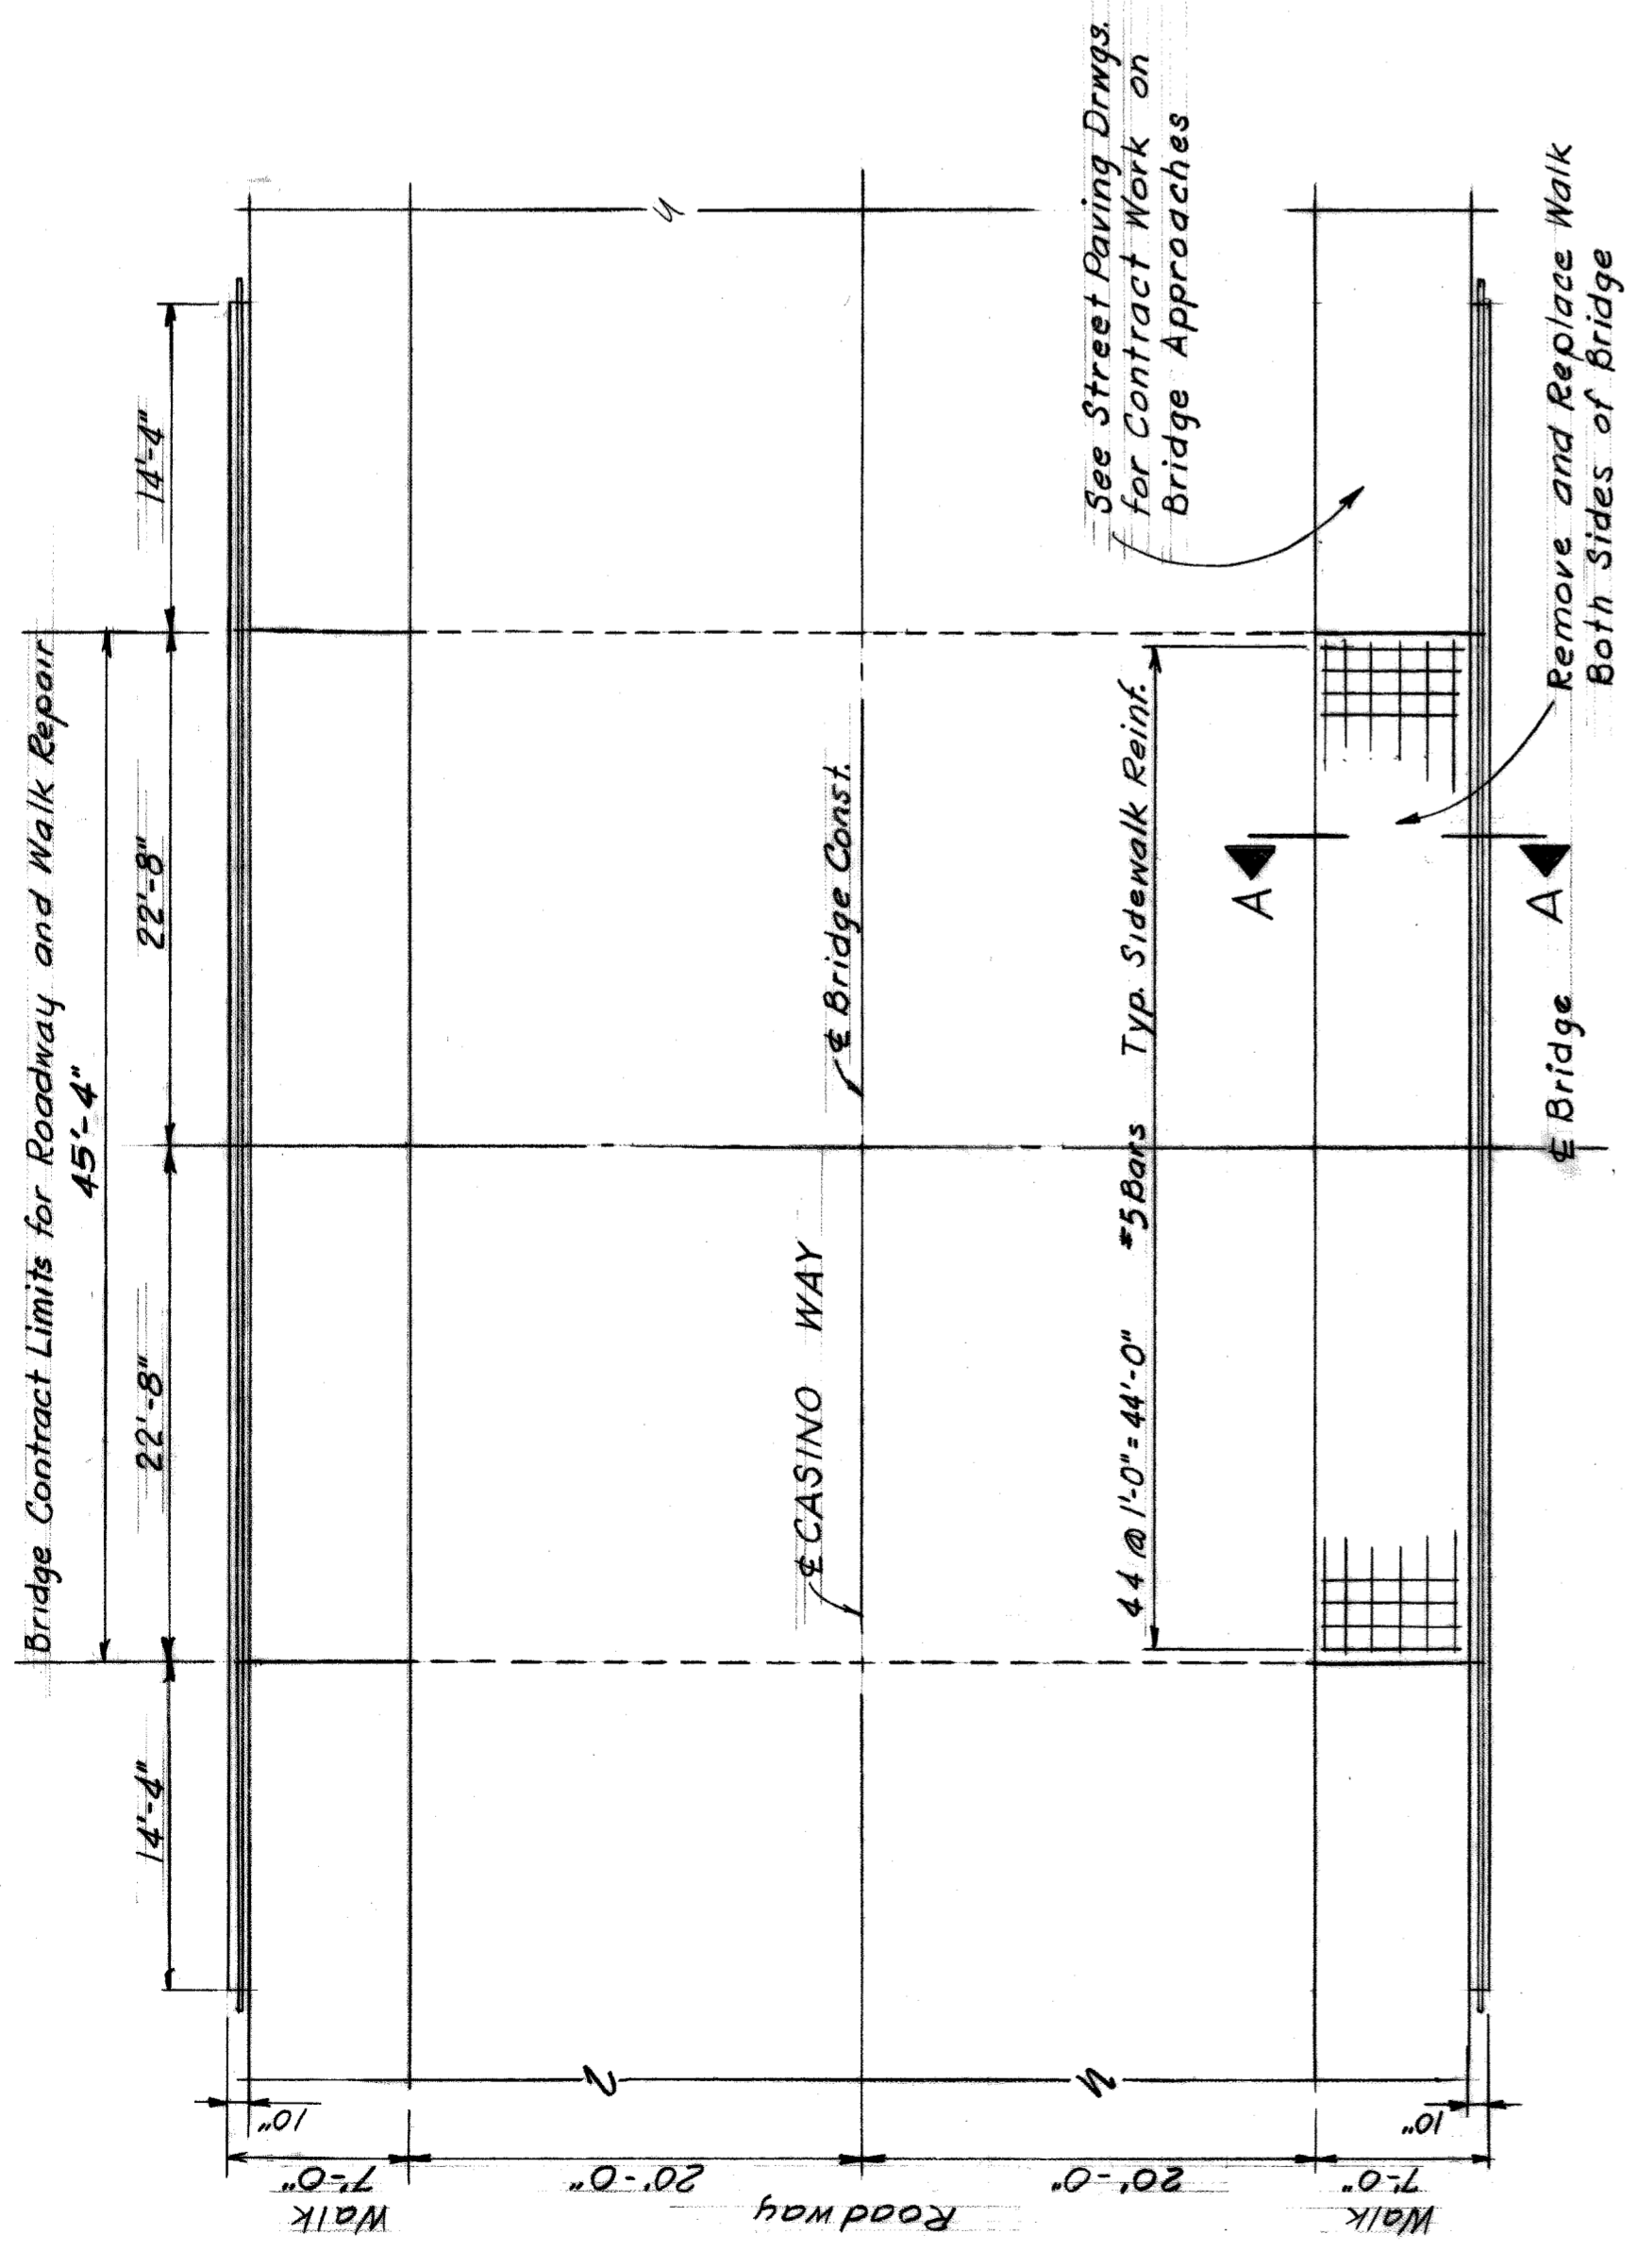 Bridge Contract Limits for Roadway and Walk Repair
45'-4"
14'-4"
22'-8"
22'-8"
14'-4"
10"
7'-0"
Walk
20'-0"
Roadway
20'-0"
7'-0"
Walk
10"
℄ CASINO WAY
℄ Bridge Const.
44 @ 1'-0" = 44'-0" #5 Bars Typ. Sidewalk Reinf.
See Street Paving Drwgs.
for Contract Work on
Bridge Approaches
A
A
℄ Bridge
Remove and Replace Walk
Both Sides of Bridge